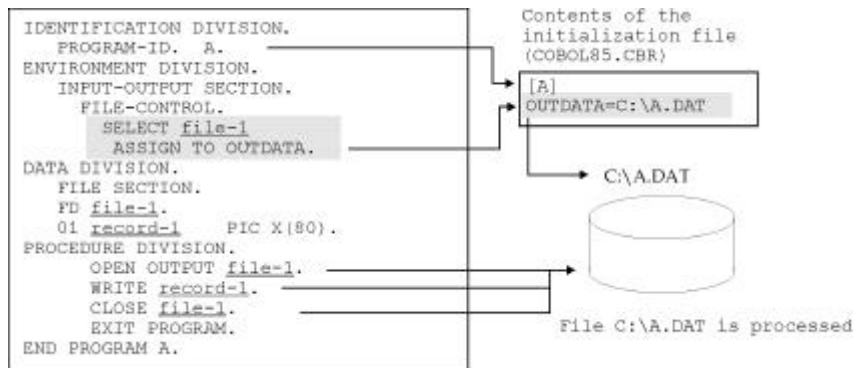 IDENTIFICATION DIVISION.
PROGRAM-ID. A.
ENVIRONMENT DIVISION.
INPUT-OUTPUT SECTION.
FILE-CONTROL.
SELECT file-1
ASSIGN TO OUTDATA.
DATA DIVISION.
FILE SECTION.
FD file-1.
01 record-1 PIC X(80).
PROCEDURE DIVISION.
OPEN OUTPUT file-1.
WRITE record-1.
CLOSE file-1.
EXIT PROGRAM.
END PROGRAM A.
Contents of the
initialization file
(COBOL85.CBR)
[A]
OUTDATA=C:\A.DAT
C:\A.DAT
File C:\A.DAT is processed